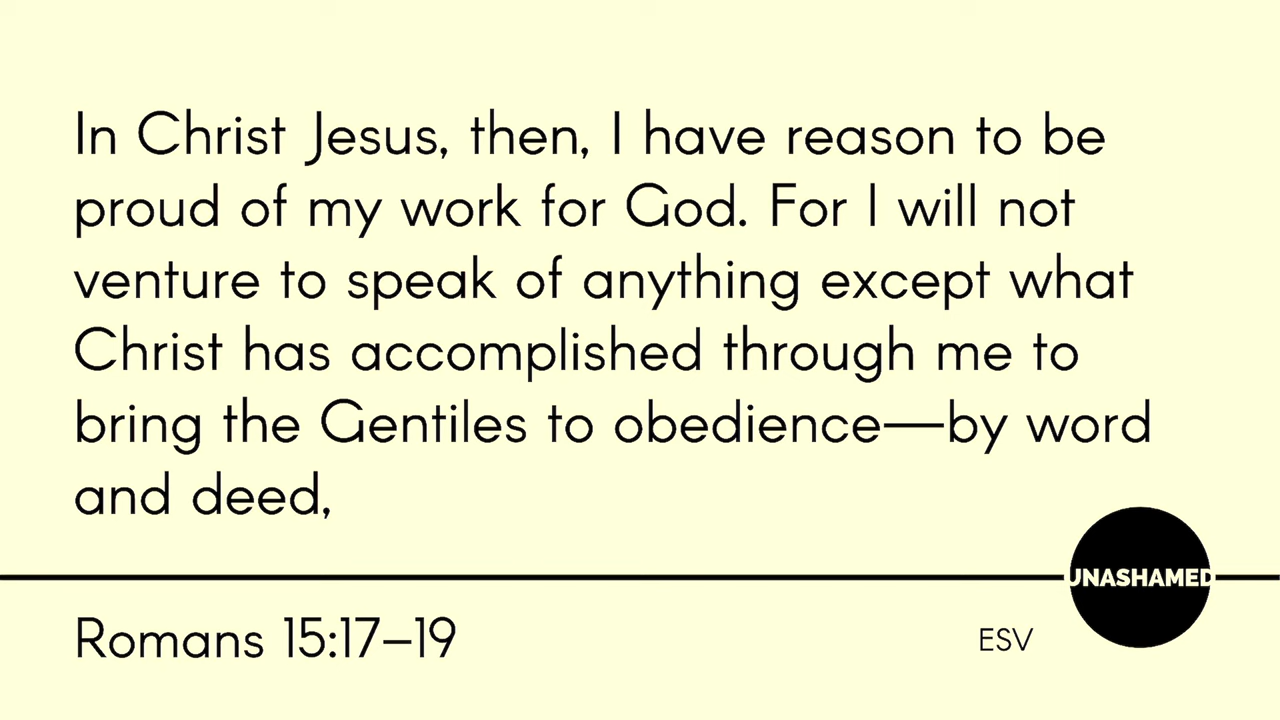 In Christ Jesus, then, I have reason to be
proud of my work for God. For I will not
venture to speak of anything except what
Christ has accomplished through me to
bring the Gentiles to obedience—by word
and deed,
UNASHAMED
Romans 15:17–19
ESV